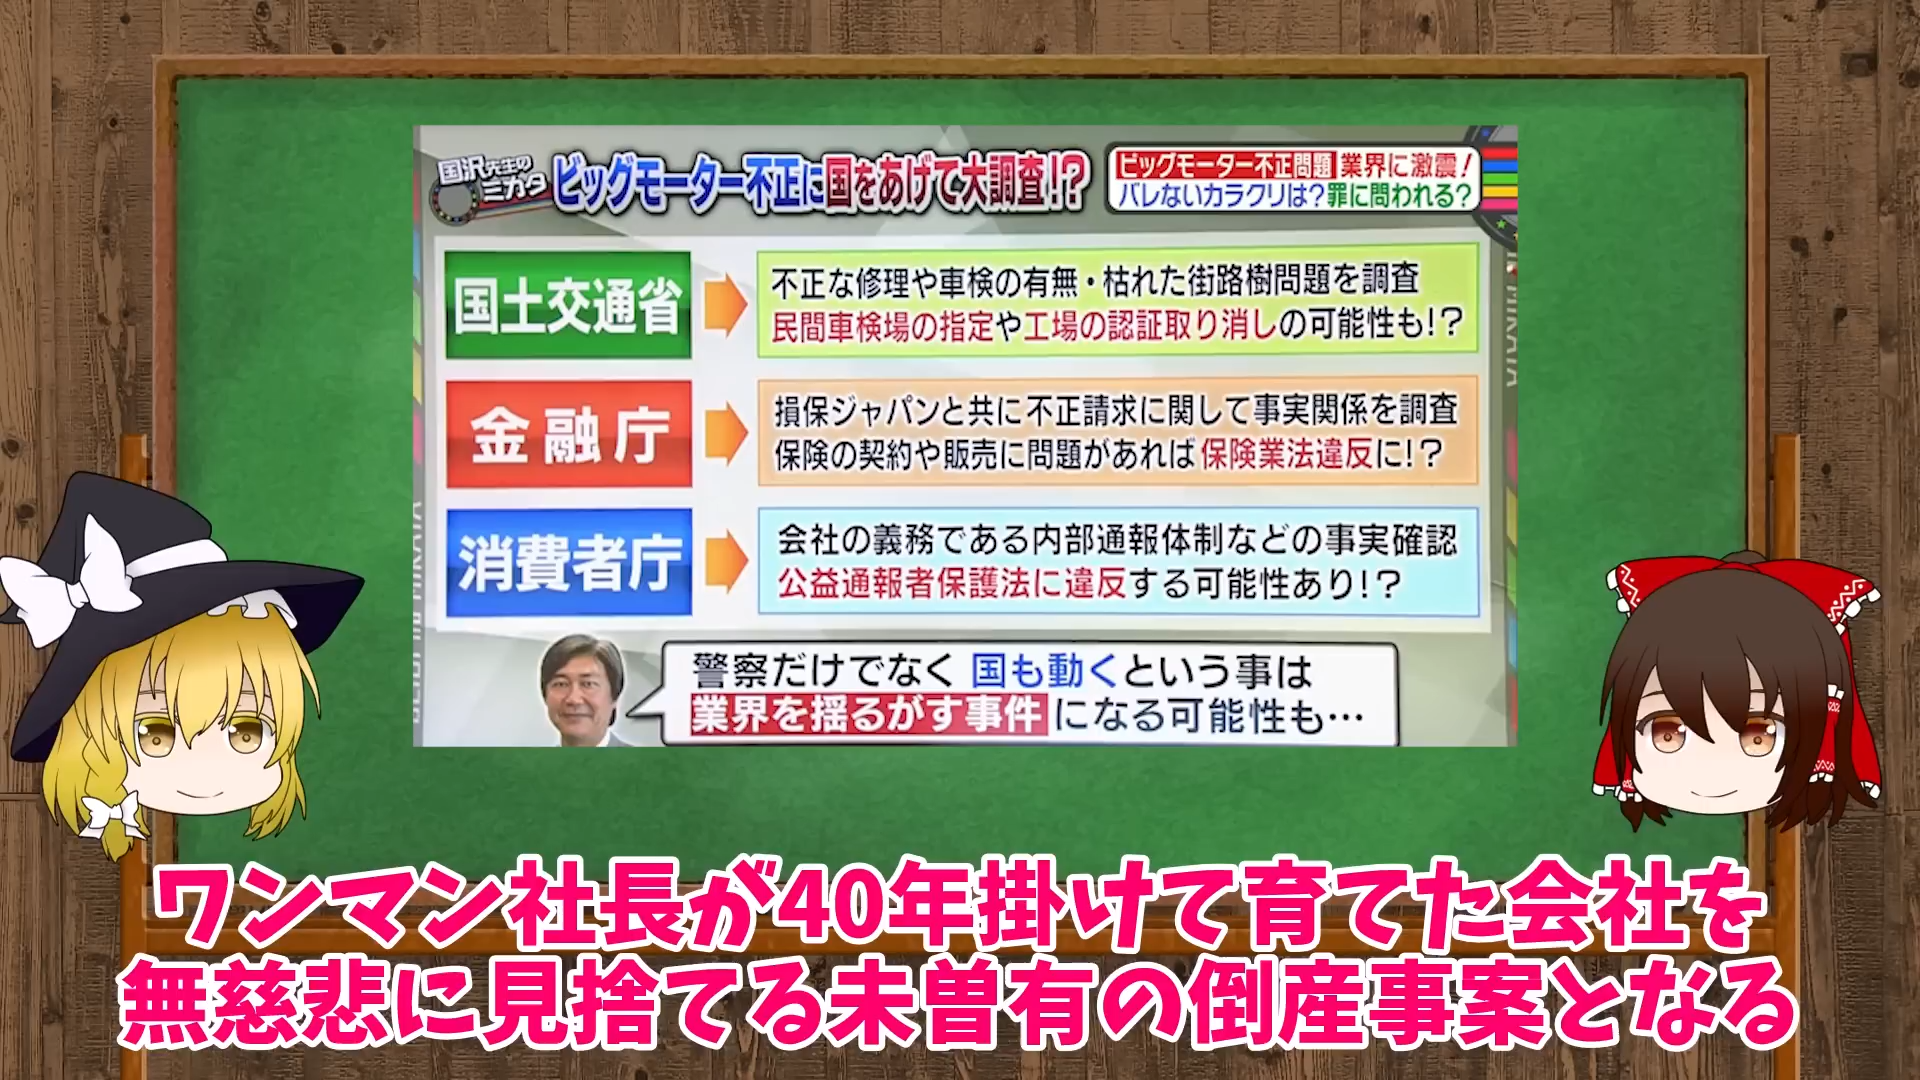 国沢先生の
ミカタ
ビッグモーター不正に国をあげて大調査!?
ビッグモーター不正問題 業界に激震!
バレないカラクリは?罪に問われる?
国土交通省
不正な修理や車検の有無・枯れた街路樹問題を調査
民間車検場の指定や工場の認証取り消しの可能性も!?
金融庁
損保ジャパンと共に不正請求に関して事実関係を調査
保険の契約や販売に問題があれば保険業法違反に!?
消費者庁
会社の義務である内部通報体制などの事実確認
公益通報者保護法に違反する可能性あり!?
警察だけでなく 国も動くという事は
業界を揺るがす事件になる可能性も…
ワンマン社長が40年掛けて育てた会社を
無慈悲に見捨てる未曽有の倒産事案となる